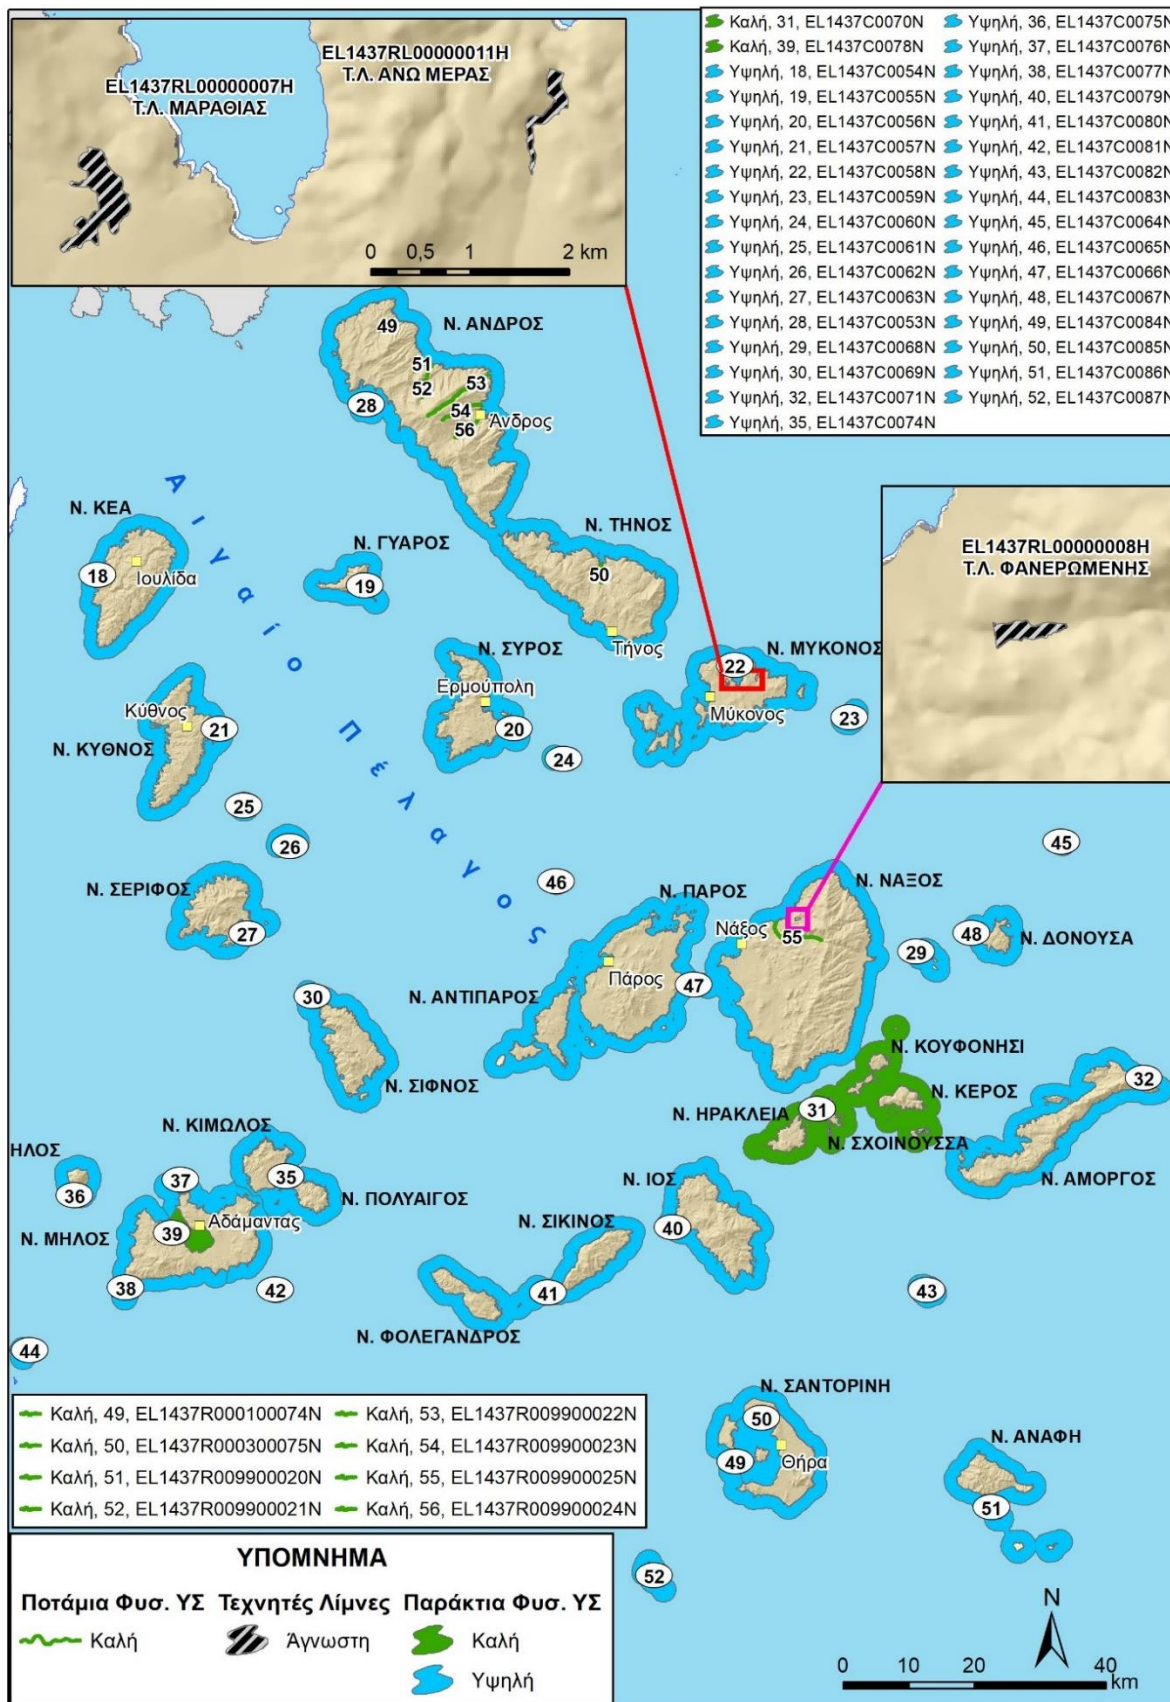 EL1437RL00000011H
Τ.Λ. ΑΝΩ ΜΕΡΑΣ
EL1437RL00000007H
Τ.Λ. ΜΑΡΑΘΙΑΣ
0 0,5 1 2 km
Καλή, 31, EL1437C0070N
Καλή, 39, EL1437C0078N
Υψηλή, 18, EL1437C0054N
Υψηλή, 19, EL1437C0055N
Υψηλή, 20, EL1437C0056N
Υψηλή, 21, EL1437C0057N
Υψηλή, 22, EL1437C0058N
Υψηλή, 23, EL1437C0059N
Υψηλή, 24, EL1437C0060N
Υψηλή, 25, EL1437C0061N
Υψηλή, 26, EL1437C0062N
Υψηλή, 27, EL1437C0063N
Υψηλή, 28, EL1437C0053N
Υψηλή, 29, EL1437C0068N
Υψηλή, 30, EL1437C0069N
Υψηλή, 32, EL1437C0071N
Υψηλή, 35, EL1437C0074N
Υψηλή, 36, EL1437C0075N
Υψηλή, 37, EL1437C0076N
Υψηλή, 38, EL1437C0077N
Υψηλή, 40, EL1437C0079N
Υψηλή, 41, EL1437C0080N
Υψηλή, 42, EL1437C0081N
Υψηλή, 43, EL1437C0082N
Υψηλή, 44, EL1437C0083N
Υψηλή, 45, EL1437C0064N
Υψηλή, 46, EL1437C0065N
Υψηλή, 47, EL1437C0066N
Υψηλή, 48, EL1437C0067N
Υψηλή, 49, EL1437C0084N
Υψηλή, 50, EL1437C0085N
Υψηλή, 51, EL1437C0086N
Υψηλή, 52, EL1437C0087N
Ν. ΑΝΔΡΟΣ
49
51
52
53
54
56
Άνδρος
28
Αιγαίο Πέλαγος
Ν. ΚΕΑ
18
Ιουλίδα
Ν. ΓΥΑΡΟΣ
19
Ν. ΤΗΝΟΣ
50
Τήνος
EL1437RL00000008H
Τ.Λ. ΦΑΝΕΡΩΜΕΝΗΣ
Ν. ΣΥΡΟΣ
Ερμούπολη
20
24
Ν. ΜΥΚΟΝΟΣ
22
Μύκονος
23
Κύθνος
21
Ν. ΚΥΘΝΟΣ
25
26
45
Ν. ΣΕΡΙΦΟΣ
27
46
Ν. ΠΑΡΟΣ
Πάρος
47
Ν. ΑΝΤΙΠΑΡΟΣ
Ν. ΝΑΞΟΣ
Νάξος
55
29
48
Ν. ΔΟΝΟΥΣΑ
30
Ν. ΣΙΦΝΟΣ
Ν. ΚΟΥΦΟΝΗΣΙ
Ν. ΚΕΡΟΣ
Ν. ΗΡΑΚΛΕΙΑ
31
Ν. ΣΧΟΙΝΟΥΣΣΑ
32
Ν. ΑΜΟΡΓΟΣ
Ν. ΚΙΜΩΛΟΣ
35
Ν. ΠΟΛΥΑΙΓΟΣ
ΗΛΟΣ
36
37
Αδάμαντας
39
Ν. ΜΗΛΟΣ
38
42
44
Ν. ΙΟΣ
40
Ν. ΣΙΚΙΝΟΣ
41
Ν. ΦΟΛΕΓΑΝΔΡΟΣ
43
Ν. ΣΑΝΤΟΡΙΝΗ
50
49
Θήρα
Ν. ΑΝΑΦΗ
51
52
Καλή, 49, EL1437R000100074N
Καλή, 50, EL1437R000300075N
Καλή, 51, EL1437R009900020N
Καλή, 52, EL1437R009900021N
Καλή, 53, EL1437R009900022N
Καλή, 54, EL1437R009900023N
Καλή, 55, EL1437R009900025N
Καλή, 56, EL1437R009900024N
ΥΠΟΜΝΗΜΑ
Ποτάμια Φυσ. ΥΣ Τεχνητές Λίμνες Παράκτια Φυσ. ΥΣ
Καλή Άγνωστη Καλή
Υψηλή
N
0 10 20 40
km